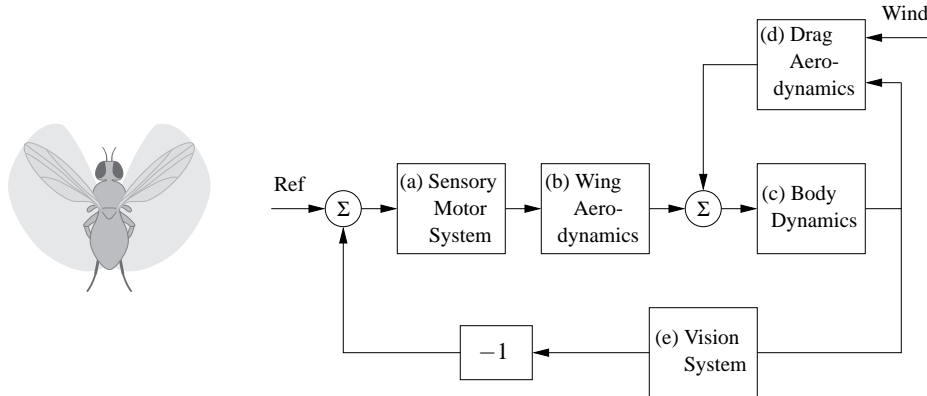 Wind
(d) Drag
Aero-
dynamics
Ref
Σ
(a) Sensory
Motor
System
(b) Wing
Aero-
dynamics
Σ
(c) Body
Dynamics
−1
(e) Vision
System